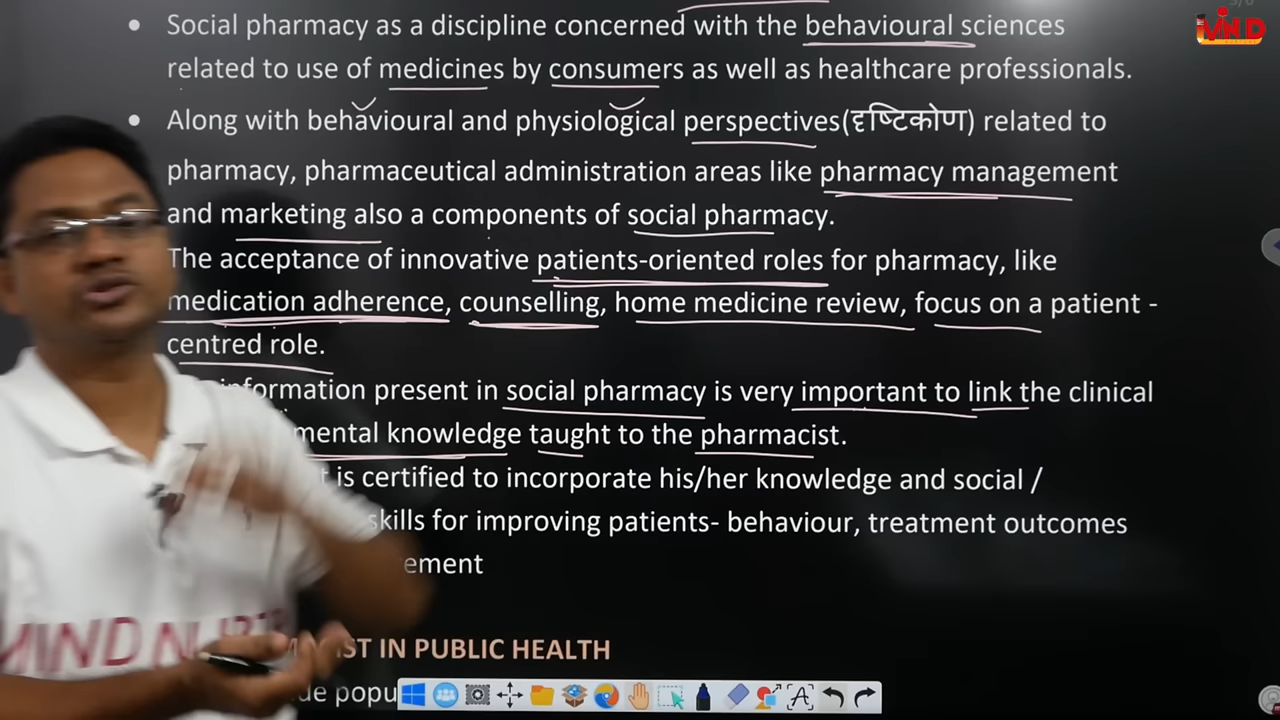 Social pharmacy as a discipline concerned with the behavioural sciences
related to use of medicines by consumers as well as healthcare professionals.
Along with behavioural and physiological perspectives(दृष्टिकोण) related to
pharmacy, pharmaceutical administration areas like pharmacy management
and marketing also a components of social pharmacy.
The acceptance of innovative patients-oriented roles for pharmacy, like
medication adherence, counselling, home medicine review, focus on a patient -
centred role.
information present in social pharmacy is very important to link the clinical
mental knowledge taught to the pharmacist.
is certified to incorporate his/her knowledge and social /
skills for improving patients- behaviour, treatment outcomes
ement
IST IN PUBLIC HEALTH
de popu
MIND
MIND